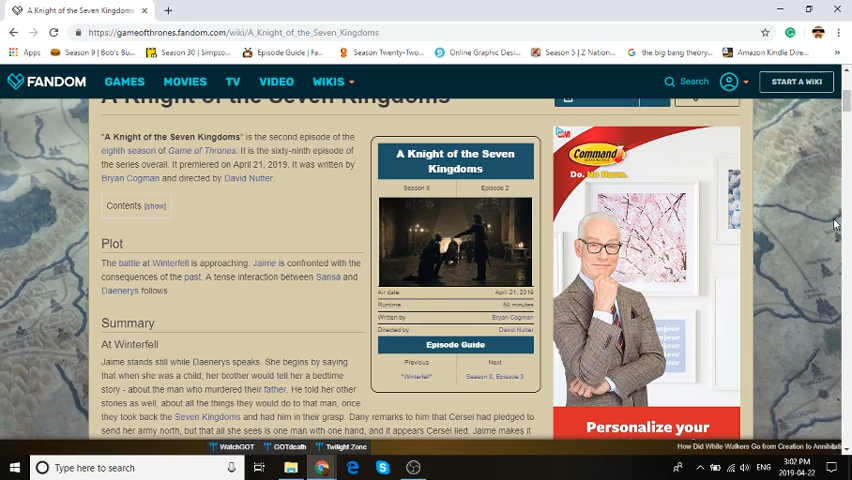 A Knight of the Seven Kingdoms
https://gameofthrones.fandom.com/wiki/A_Knight_of_the_Seven_Kingdoms
Apps
Season 9 | Bob's Bu...
Season 30 | Simpso...
Episode Guide | Fa...
Season Twenty-Two...
Online Graphic Desi...
Season 5 | Z Nation...
the big bang theory...
Amazon Kindle Dire...
FANDOM
GAMES
MOVIES
TV
VIDEO
WIKIS
Search
START A WIKI
A Knight of the Seven Kingdoms
"A Knight of the Seven Kingdoms" is the second episode of the
eighth season of Game of Thrones. It is the sixty-ninth episode of
the series overall. It premiered on April 21, 2019. It was written by
Bryan Cogman and directed by David Nutter.
Contents [show]
Plot
The battle at Winterfell is approaching. Jaime is confronted with the
consequences of the past. A tense interaction between Sansa and
Daenerys follows.
Summary
At Winterfell
Jaime stands still while Daenerys speaks. She begins by saying
that when she was a child, her brother would tell her a bedtime
story - about the man who murdered their father. He told her other
stories as well, about all the things they would do to that man, once
they took back the Seven Kingdoms and had him in their grasp. Dany remarks to him that Cersei had pledged to
send her army north, but that all she sees is one man with one hand, and it appears Cersei lied. Jaime makes it
A Knight of the Seven
Kingdoms
Season 8
Episode 2
Air date April 21, 2019
Runtime 58 minutes
Written by Bryan Cogman
Directed by David Nutter
Episode Guide
Previous
Next
"Winterfell"
Season 8, Episode 3
3M
Command
Do. No Harm.
Personalize your
WatchGOT
GOTdeath
Twilight Zone
How Did White Walkers Go from Creation to Annihilat
Type here to search
ENG
3:02 PM
2019-04-22